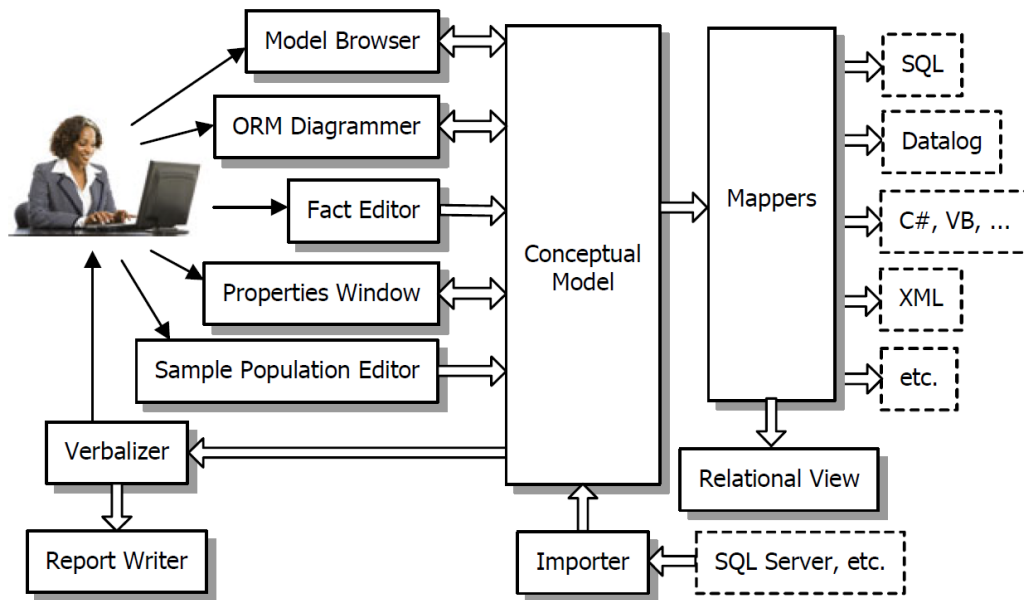 Model Browser
ORM Diagrammer
Fact Editor
Properties Window
Sample Population Editor
Verbalizer
Report Writer
Conceptual
Model
Importer
SQL Server, etc.
Mappers
Relational View
SQL
Datalog
C#, VB, ...
XML
etc.